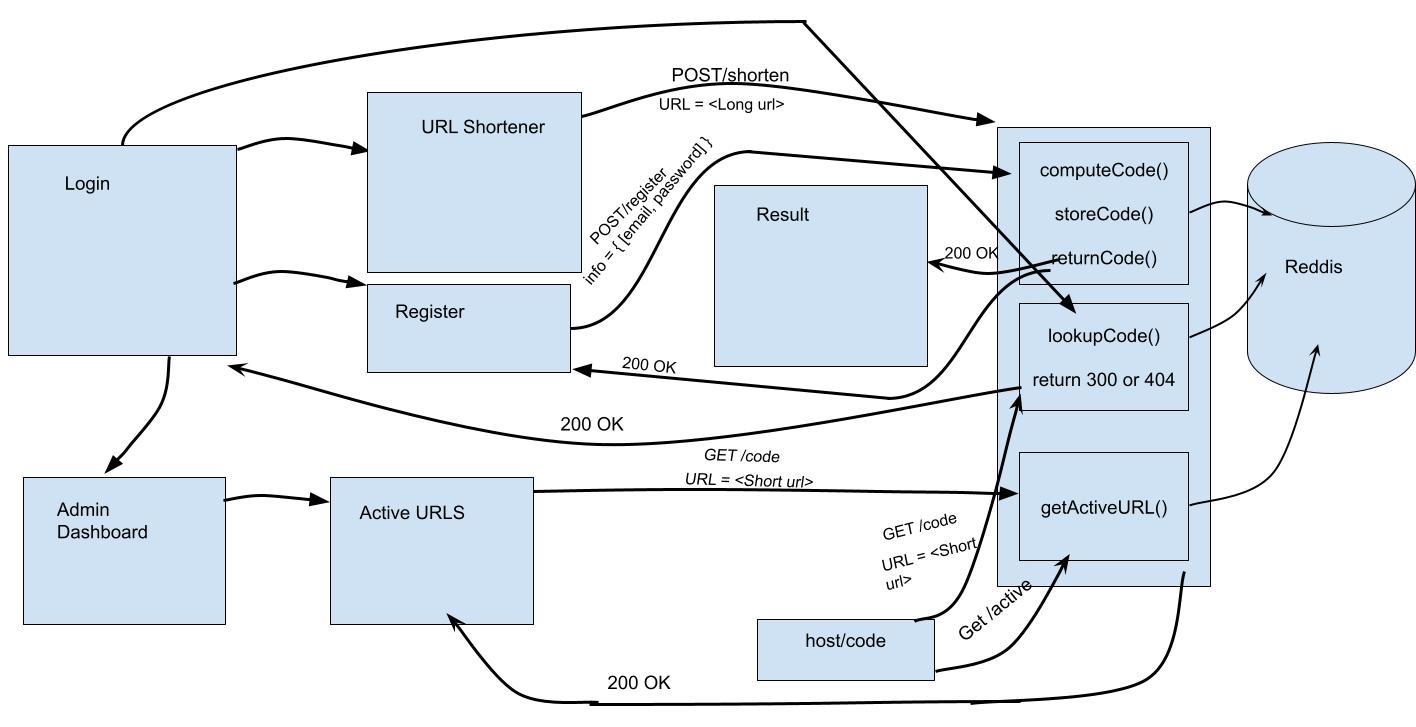 POST/shorten
URL = <Long url>
URL Shortener
Login
POST/register
info = { [email, password] }
Result
computeCode()
storeCode()
200 OK
returnCode()
Reddis
Register
lookupCode()
return 300 or 404
200 OK
200 OK
GET /code
URL = <Short url>
Admin
Dashboard
Active URLS
getActiveURL()
GET /code
URL = <Short
url>
Get /active
host/code
200 OK